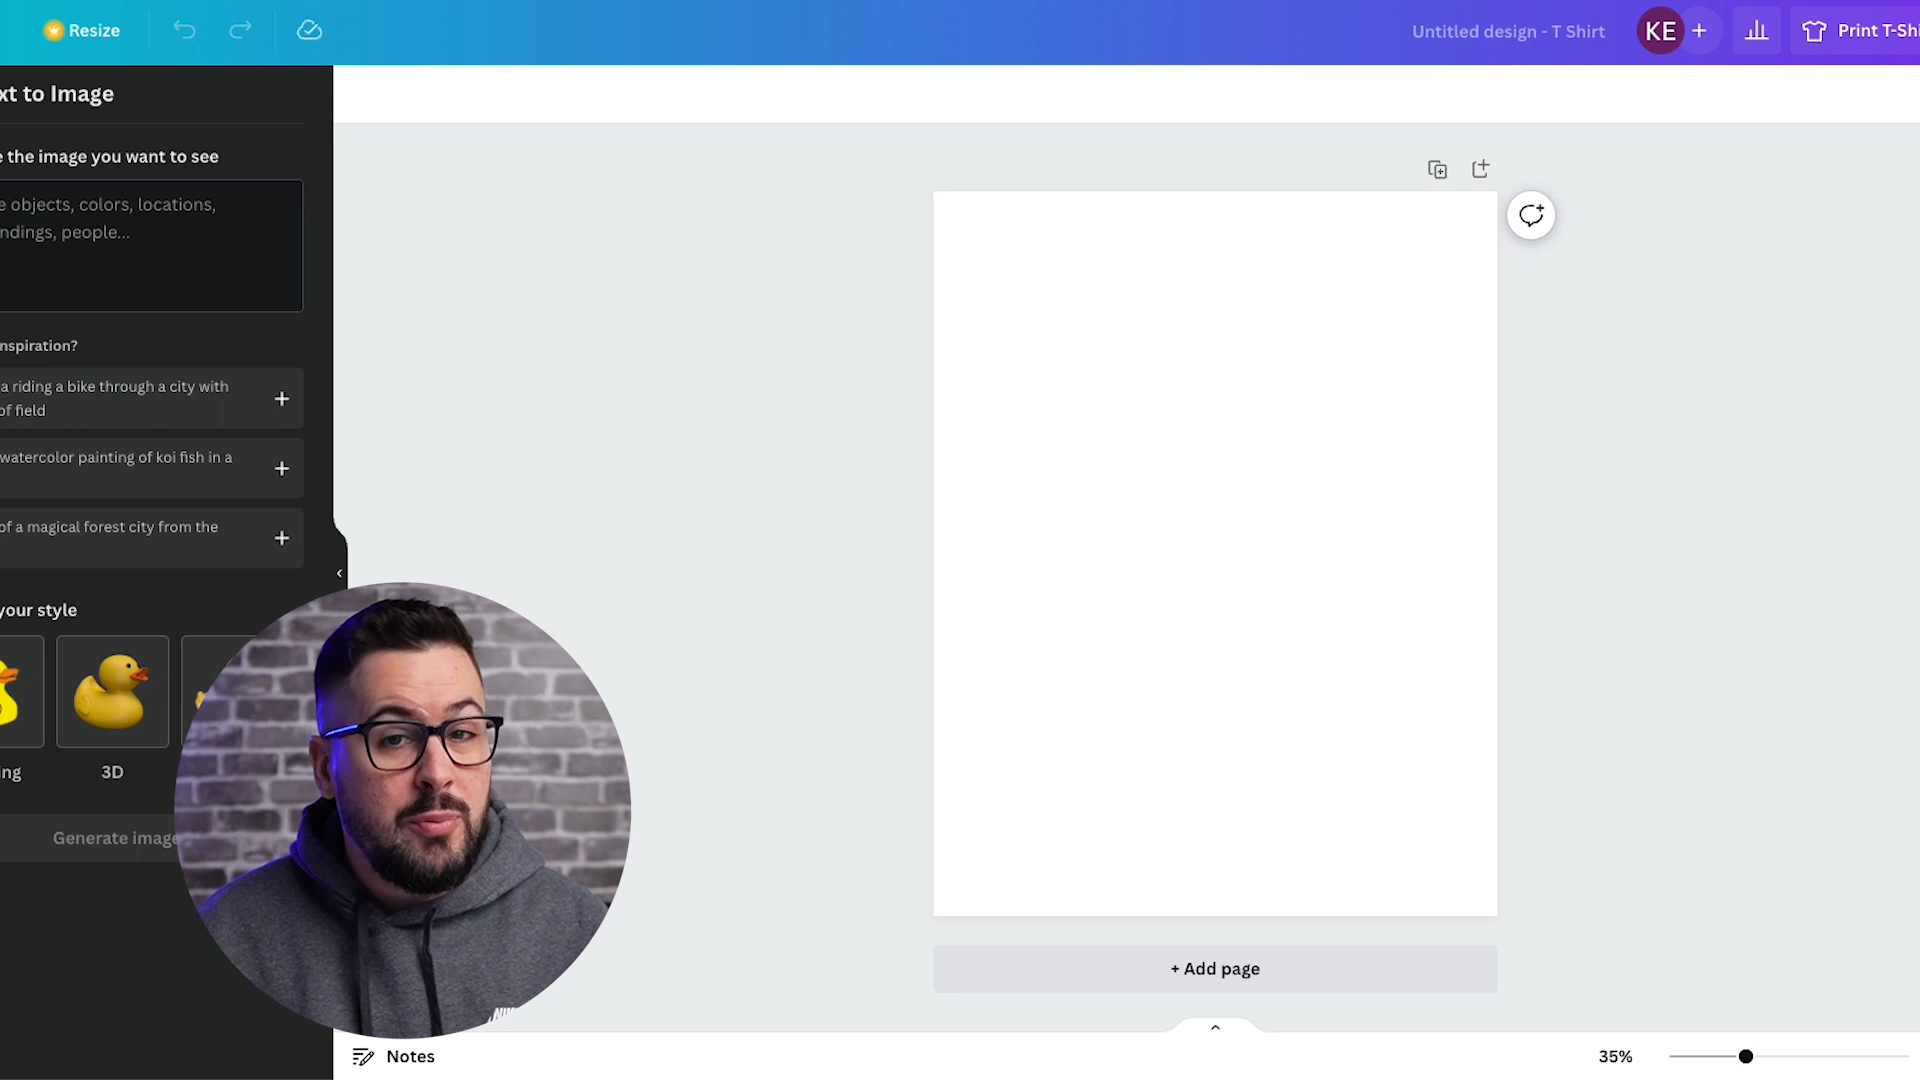 Resize
Untitled design - T Shirt
KE
Print T-Shi
xt to Image
e the image you want to see
e objects, colors, locations,
ndings, people...
nspiration?
a riding a bike through a city with
of field
watercolor painting of koi fish in a
of a magical forest city from the
your style
ing
3D
Generate image
+ Add page
Notes
35%